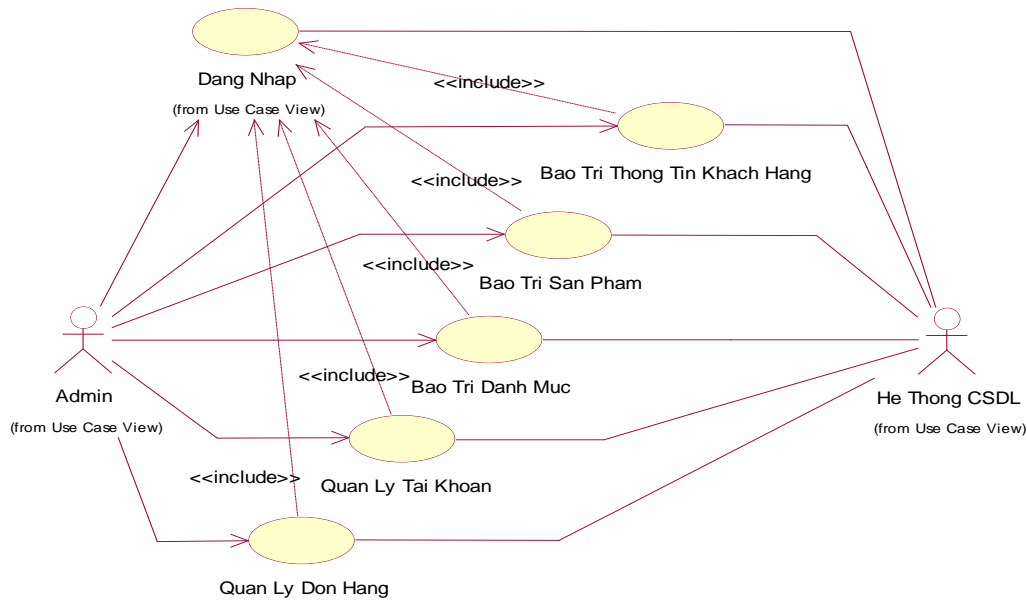 Dang Nhap
(from Use Case View)
<<include>>
Bao Tri Thong Tin Khach Hang
<<include>>
Bao Tri San Pham
<<include>>
Bao Tri Danh Muc
<<include>>
Admin
(from Use Case View)
He Thong CSDL
(from Use Case View)
Quan Ly Tai Khoan
<<include>>
Quan Ly Don Hang